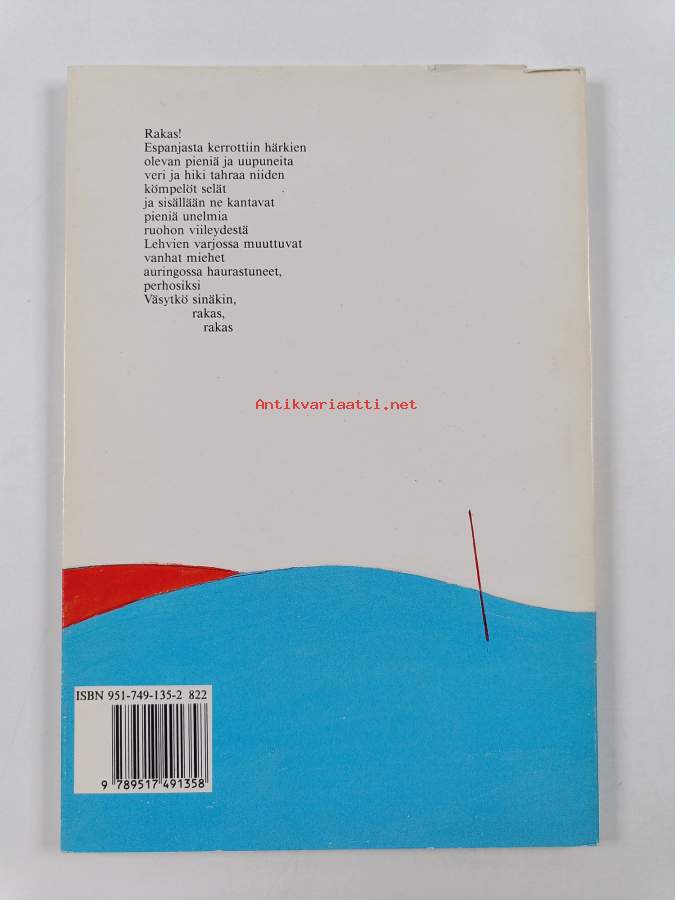 Rakas!
Espanjasta kerrottiin härkien
olevan pieniä ja uupuneita
veri ja hiki tahraa niiden
kömpelöt selät
ja sisällään ne kantavat
pieniä unelmia
ruohon viileydestä
Lehvien varjossa muuttuvat
vanhat miehet
auringossa haurastuneet,
perhosiksi
Väsytkö sinäkin,
rakas,
rakas
Antikvariaatti.net
ISBN 951-749-135-2 822
9 789517 491358